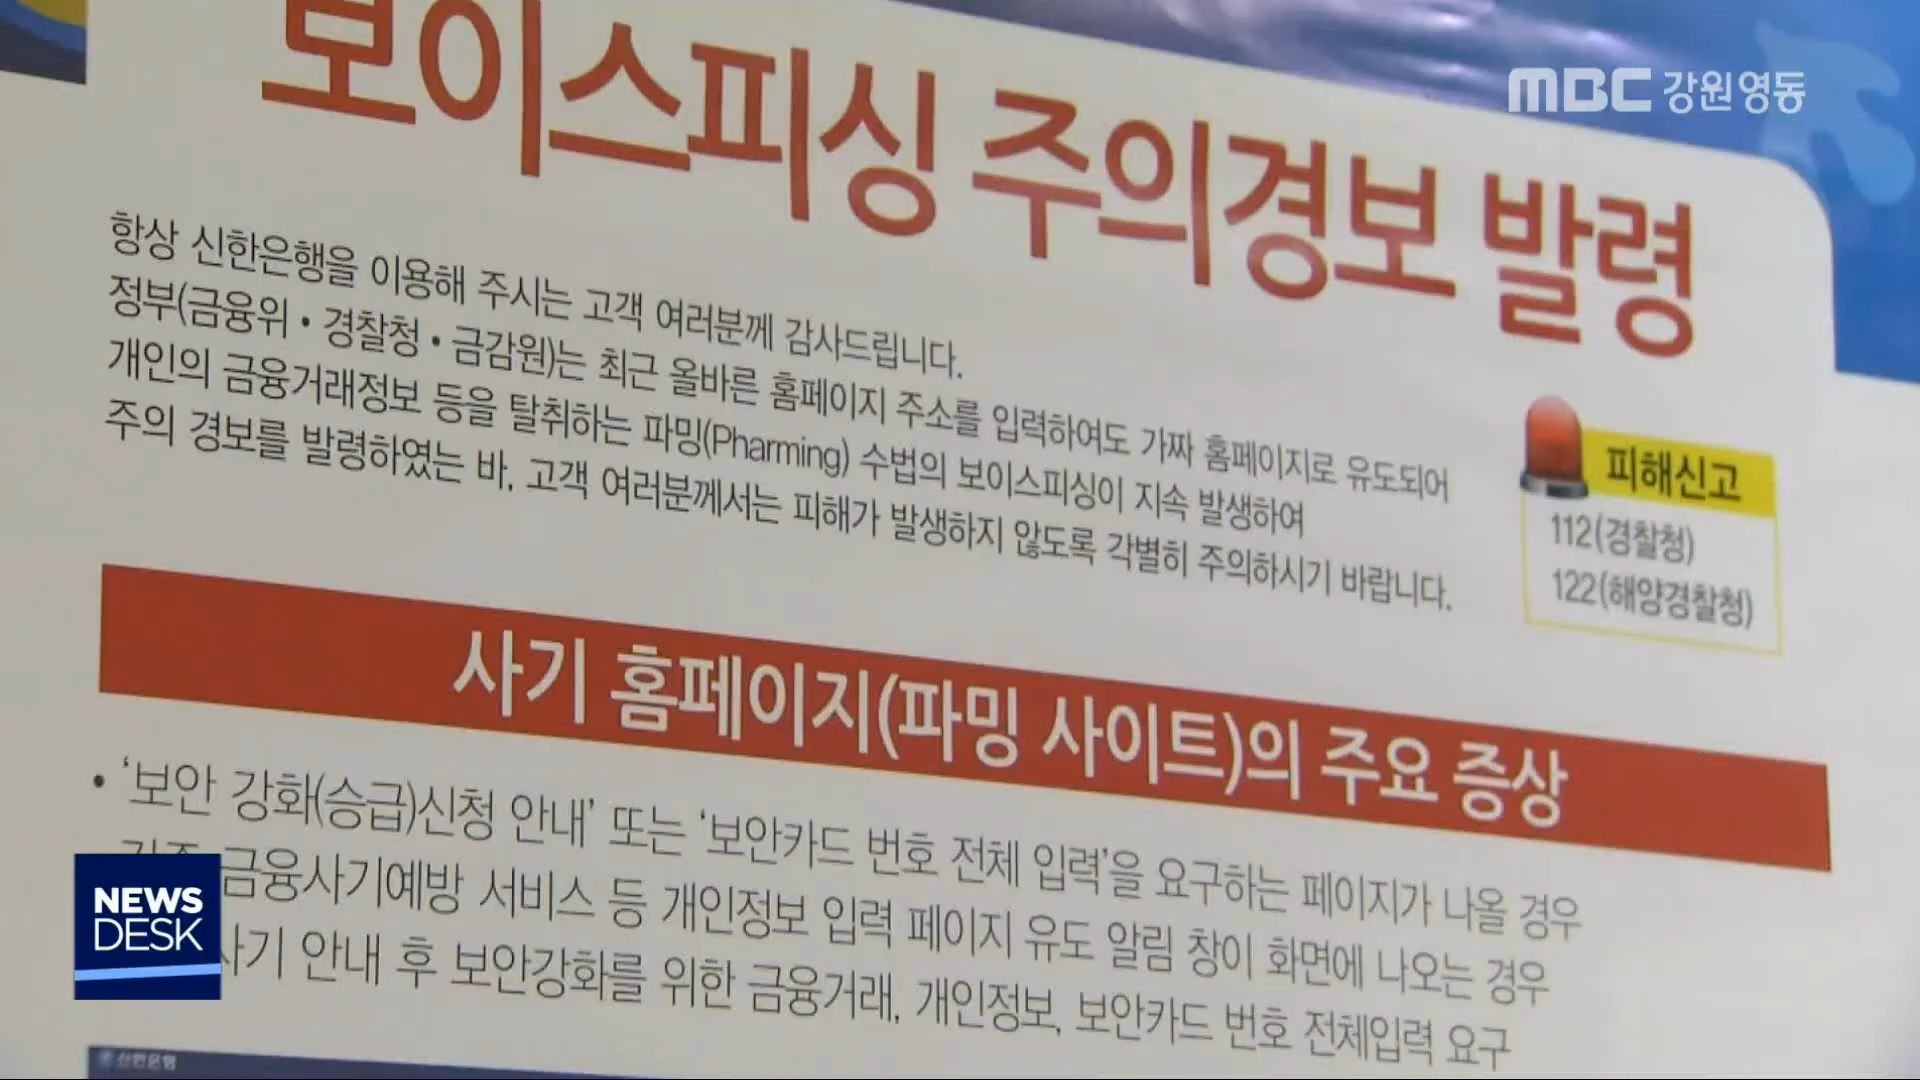 보이스피싱 주의경보 발령
MBC 강원영동
항상 신한은행을 이용해 주시는 고객 여러분께 감사드립니다.
정부(금융위·경찰청·금감원)는 최근 올바른 홈페이지 주소를 입력하여도 가짜 홈페이지로 유도되어
개인의 금융거래정보 등을 탈취하는 파밍(Pharming) 수법의 보이스피싱이 지속 발생하여
주의 경보를 발령하였는 바, 고객 여러분께서는 피해가 발생하지 않도록 각별히 주의하시기 바랍니다.
피해신고
112(경찰청)
122(해양경찰청)
사기 홈페이지(파밍 사이트)의 주요 증상
• '보안 강화(승급)신청 안내' 또는 '보안카드 번호 전체 입력'을 요구하는 페이지가 나올 경우
금융사기예방 서비스 등 개인정보 입력 페이지 유도 알림 창이 화면에 나오는 경우
사기 안내 후 보안강화를 위한 금융거래, 개인정보, 보안카드 번호 전체입력 요구
NEWS
DESK
신한은행